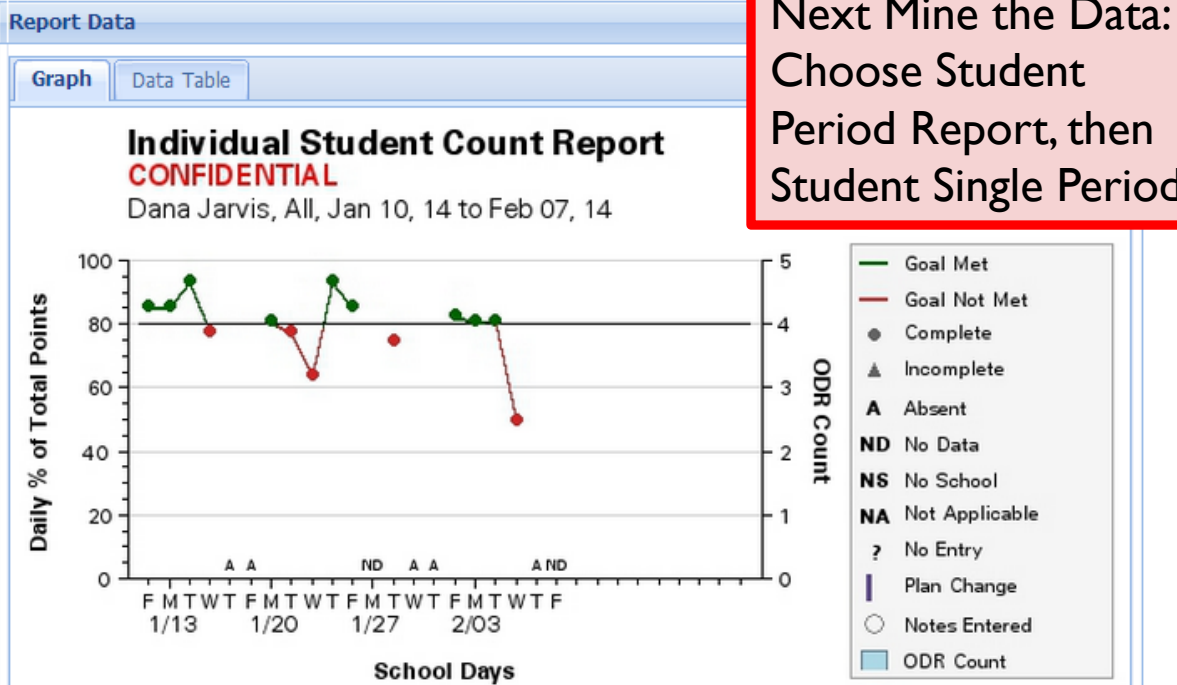 Report Data
Next Mine the Data:
Choose Student
Period Report, then
Student Single Period
Graph
Data Table
Individual Student Count Report
CONFIDENTIAL
Dana Jarvis, All, Jan 10, 14 to Feb 07, 14
Daily % of Total Points
100
80
60
40
20
0
A A ND A A A ND
F M T W T F M T W T F M T W T F M T W T F
1/13 1/20 1/27 2/03
School Days
5
4
3
2
1
0
ODR Count
Goal Met
Goal Not Met
Complete
Incomplete
A Absent
ND No Data
NS No School
NA Not Applicable
? No Entry
Plan Change
Notes Entered
ODR Count